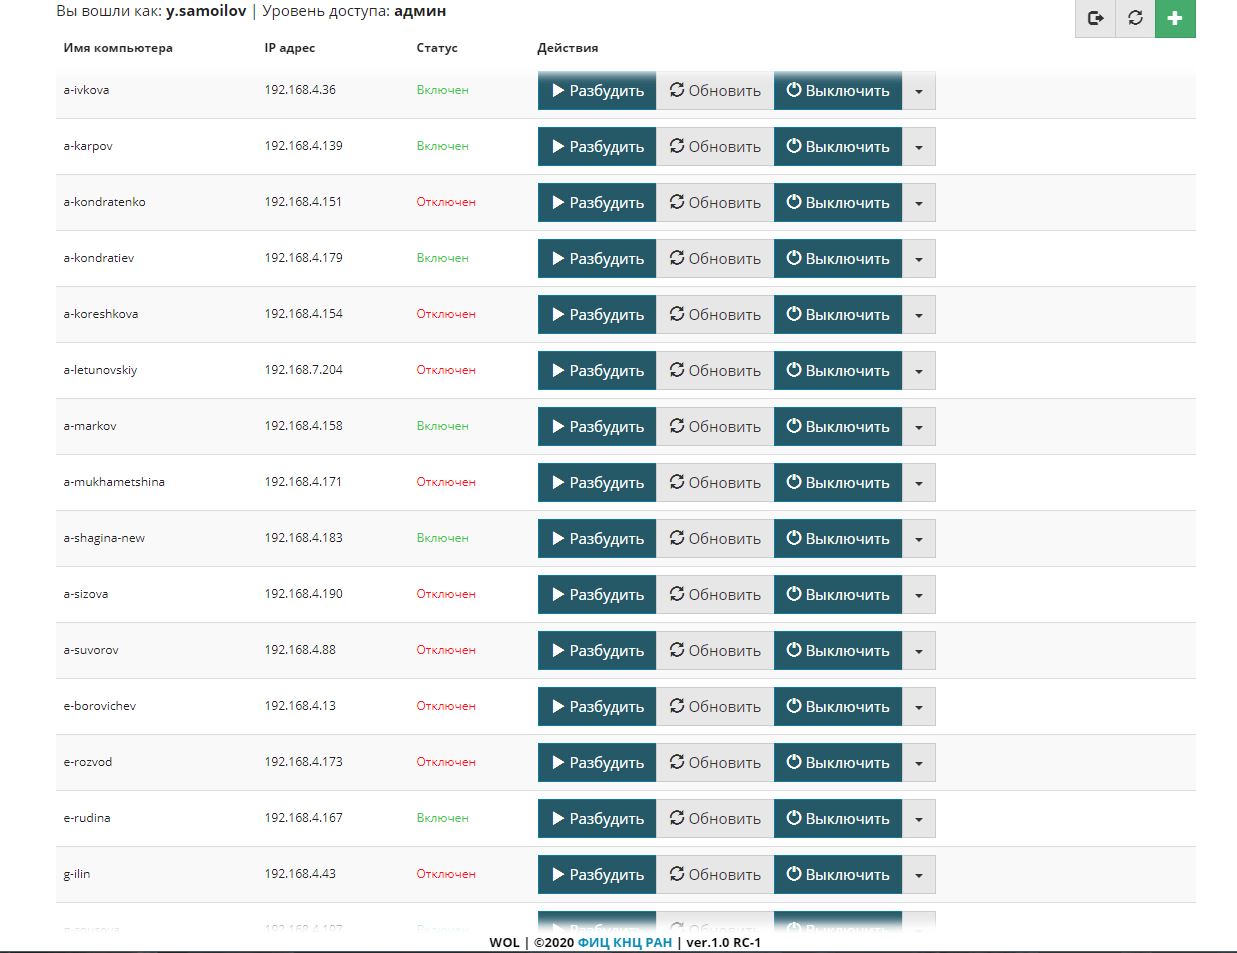 Вы вошли как: y.samoilov | Уровень доступа: админ
Имя компьютера IP адрес Статус Действия
a-ivkova 192.168.4.36 Включен Разбудить Обновить Выключить
a-karpov 192.168.4.139 Включен Разбудить Обновить Выключить
a-kondratenko 192.168.4.151 Отключен Разбудить Обновить Выключить
a-kondratiev 192.168.4.179 Включен Разбудить Обновить Выключить
a-koreshkova 192.168.4.154 Отключен Разбудить Обновить Выключить
a-letunovskiy 192.168.7.204 Отключен Разбудить Обновить Выключить
a-markov 192.168.4.158 Включен Разбудить Обновить Выключить
a-mukhametshina 192.168.4.171 Отключен Разбудить Обновить Выключить
a-shagina-new 192.168.4.183 Включен Разбудить Обновить Выключить
a-sizova 192.168.4.190 Отключен Разбудить Обновить Выключить
a-suvorov 192.168.4.88 Отключен Разбудить Обновить Выключить
e-borovichev 192.168.4.13 Отключен Разбудить Обновить Выключить
e-rozvod 192.168.4.173 Отключен Разбудить Обновить Выключить
e-rudina 192.168.4.167 Включен Разбудить Обновить Выключить
g-ilin 192.168.4.43 Отключен Разбудить Обновить Выключить
Включен Разбудить Обновить Выключить
WOL | ©2020 ФИЦ КНЦ РАН | ver.1.0 RC-1